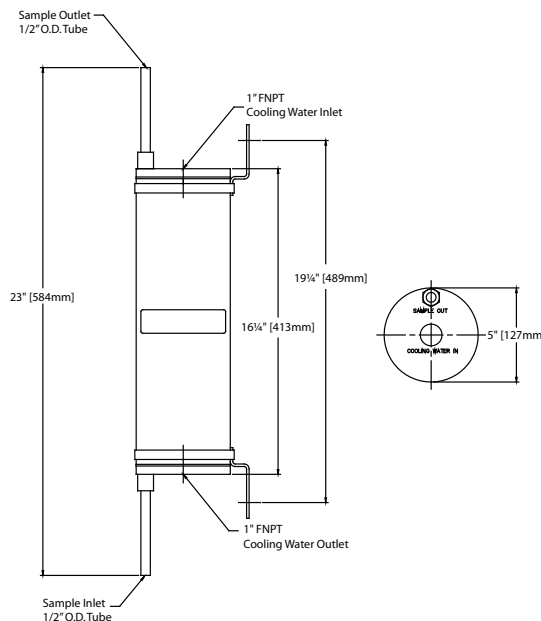 Sample Outlet
1/2" O.D. Tube
1" FNPT
Cooling Water Inlet
23" [584mm]
16¼" [413mm]
19¼" [489mm]
SAMPLE OUT
COOLING WATER IN
5" [127mm
1" FNPT
Cooling Water Outlet
Sample Inlet
1/2" O.D. Tube